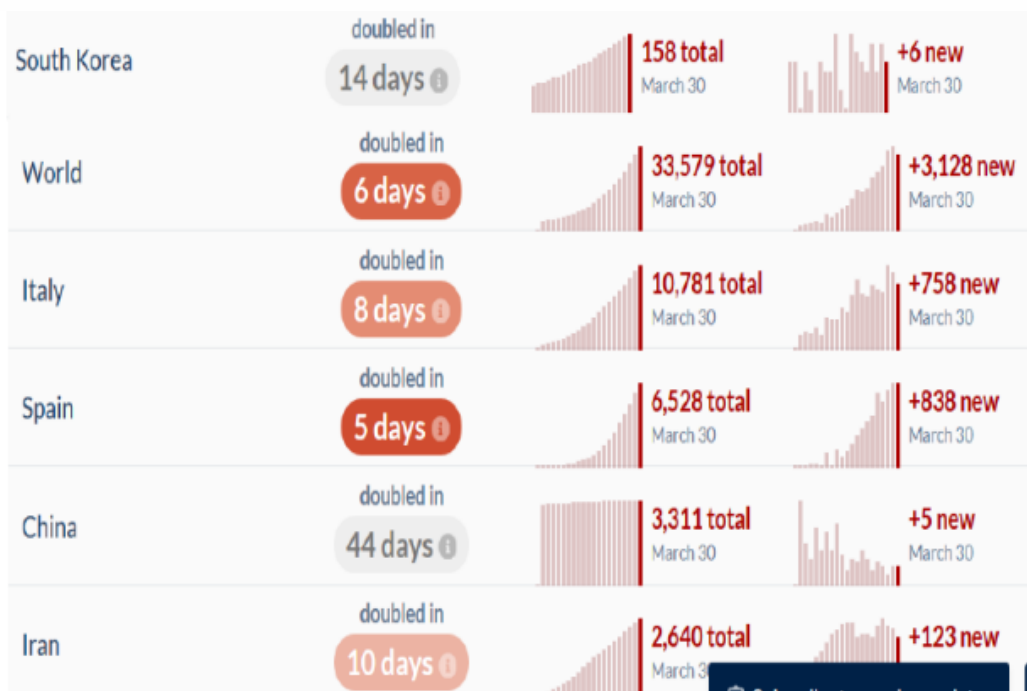 South Korea
doubled in
14 days
158 total
March 30
+6 new
March 30
World
doubled in
6 days
33,579 total
March 30
+3,128 new
March 30
Italy
doubled in
8 days
10,781 total
March 30
+758 new
March 30
Spain
doubled in
5 days
6,528 total
March 30
+838 new
March 30
China
doubled in
44 days
3,311 total
March 30
+5 new
March 30
Iran
doubled in
10 days
2,640 total
March 3
+123 new